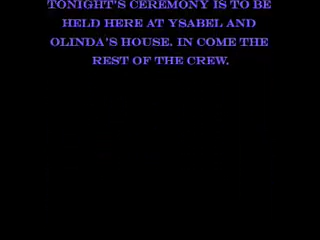 TONIGHT'S CEREMONY IS TO BE
HELD HERE AT YSABEL AND
OLINDA'S HOUSE. IN COME THE
REST OF THE CREW.